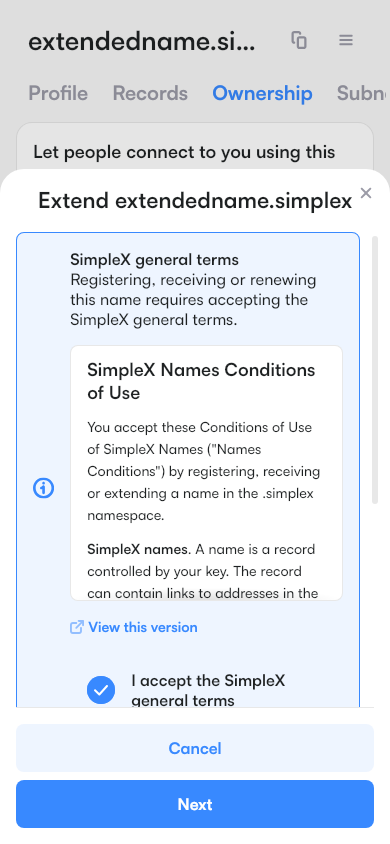 extendedname.si...
Profile Records Ownership Subn
Let people connect to you using this
Extend extendedname.simplex
SimpleX general terms
Registering, receiving or renewing
this name requires accepting the
SimpleX general terms.
SimpleX Names Conditions
of Use
You accept these Conditions of Use
of SimpleX Names ("Names
Conditions") by registering, receiving
or extending a name in the .simplex
namespace.
SimpleX names. A name is a record
controlled by your key. The record
can contain links to addresses in the
View this version
I accept the SimpleX
general terms
Cancel
Next